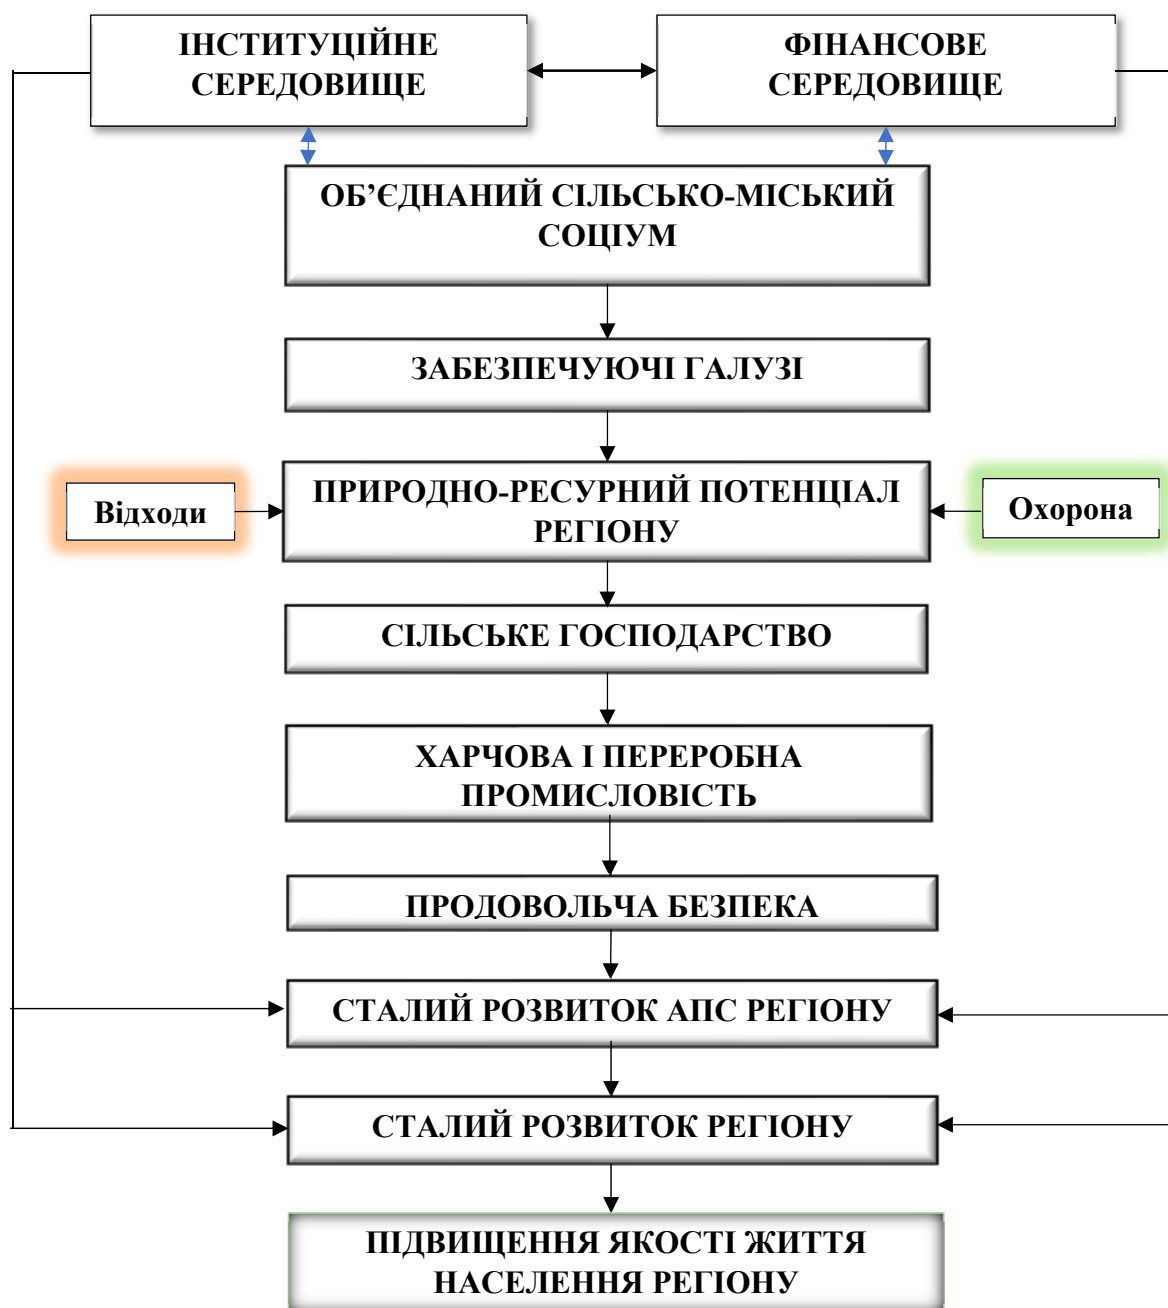 ІНСТИТУЦІЙНЕ
СЕРЕДОВИЩЕ
ФІНАНСОВЕ
СЕРЕДОВИЩЕ
ОБ’ЄДНАНИЙ СІЛЬСЬКО-МІСЬКИЙ
СОЦІУМ
ЗАБЕЗПЕЧУЮЧІ ГАЛУЗІ
Відходи
ПРИРОДНО-РЕСУРНИЙ ПОТЕНЦІАЛ
РЕГІОНУ
Охорона
СІЛЬСЬКЕ ГОСПОДАРСТВО
ХАРЧОВА І ПЕРЕРОБНА
ПРОМИСЛОВІСТЬ
ПРОДОВОЛЬЧА БЕЗПЕКА
СТАЛИЙ РОЗВИТОК АПС РЕГІОНУ
СТАЛИЙ РОЗВИТОК РЕГІОНУ
ПІДВИЩЕННЯ ЯКОСТІ ЖИТТЯ
НАСЕЛЕННЯ РЕГІОНУ